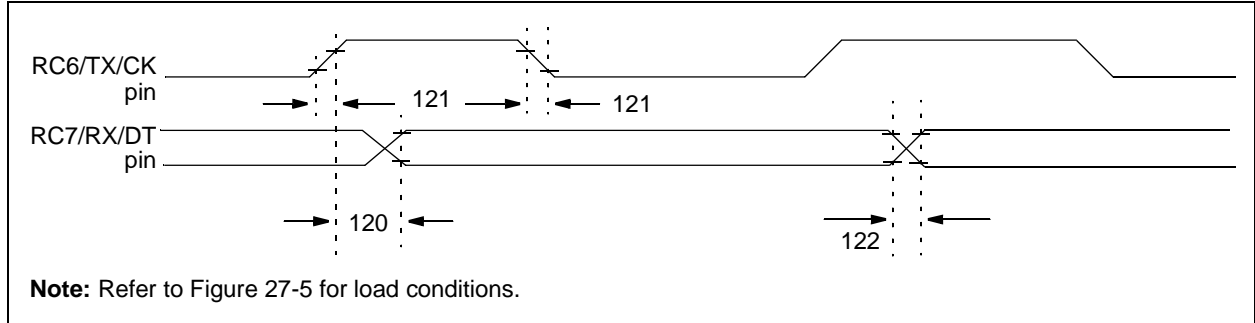 RC6/TX/CK
pin
121
121
RC7/RX/DT
pin
120
122
Note: Refer to Figure 27-5 for load conditions.